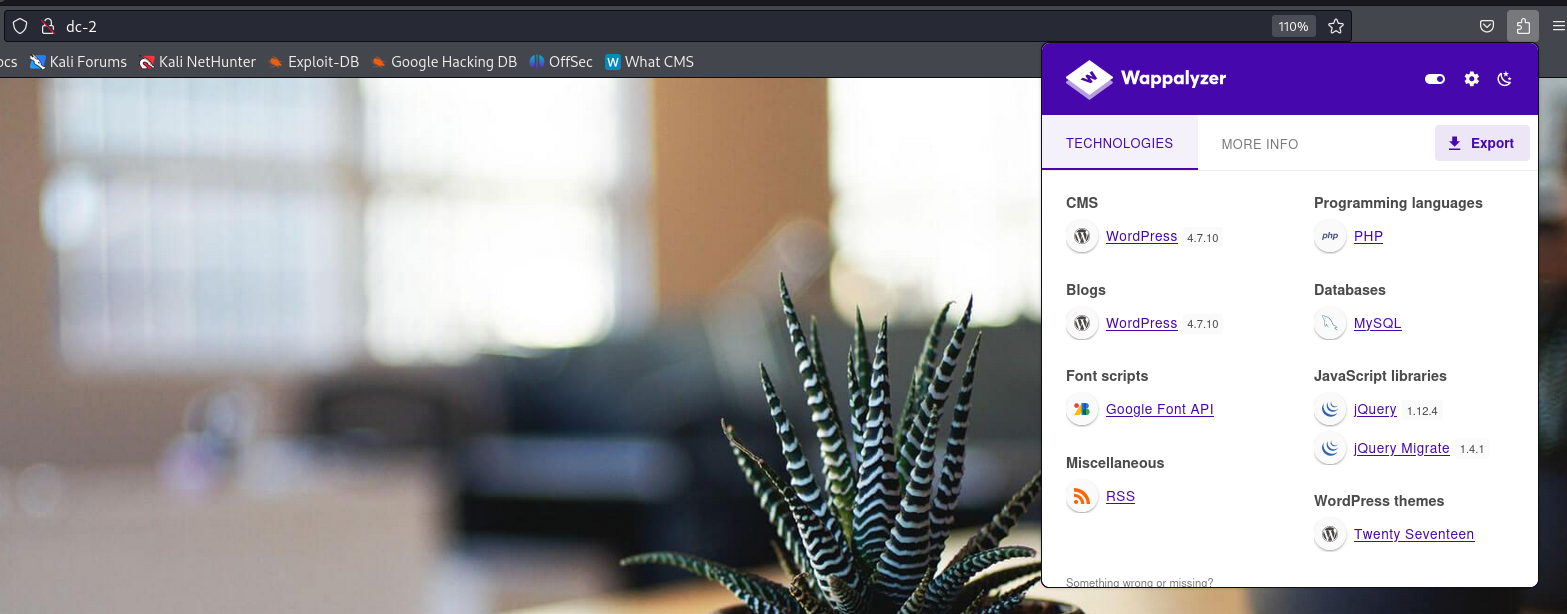 dc-2
110%
ocs Kali Forums Kali NetHunter Exploit-DB Google Hacking DB OffSec What CMS
Wappalyzer
TECHNOLOGIES MORE INFO Export
CMS
WordPress 4.7.10
Blogs
WordPress 4.7.10
Font scripts
Google Font API
Miscellaneous
RSS
Programming languages
php PHP
Databases
MySQL
JavaScript libraries
jQuery 1.12.4
jQuery Migrate 1.4.1
WordPress themes
Twenty Seventeen
Something wrong or missing?